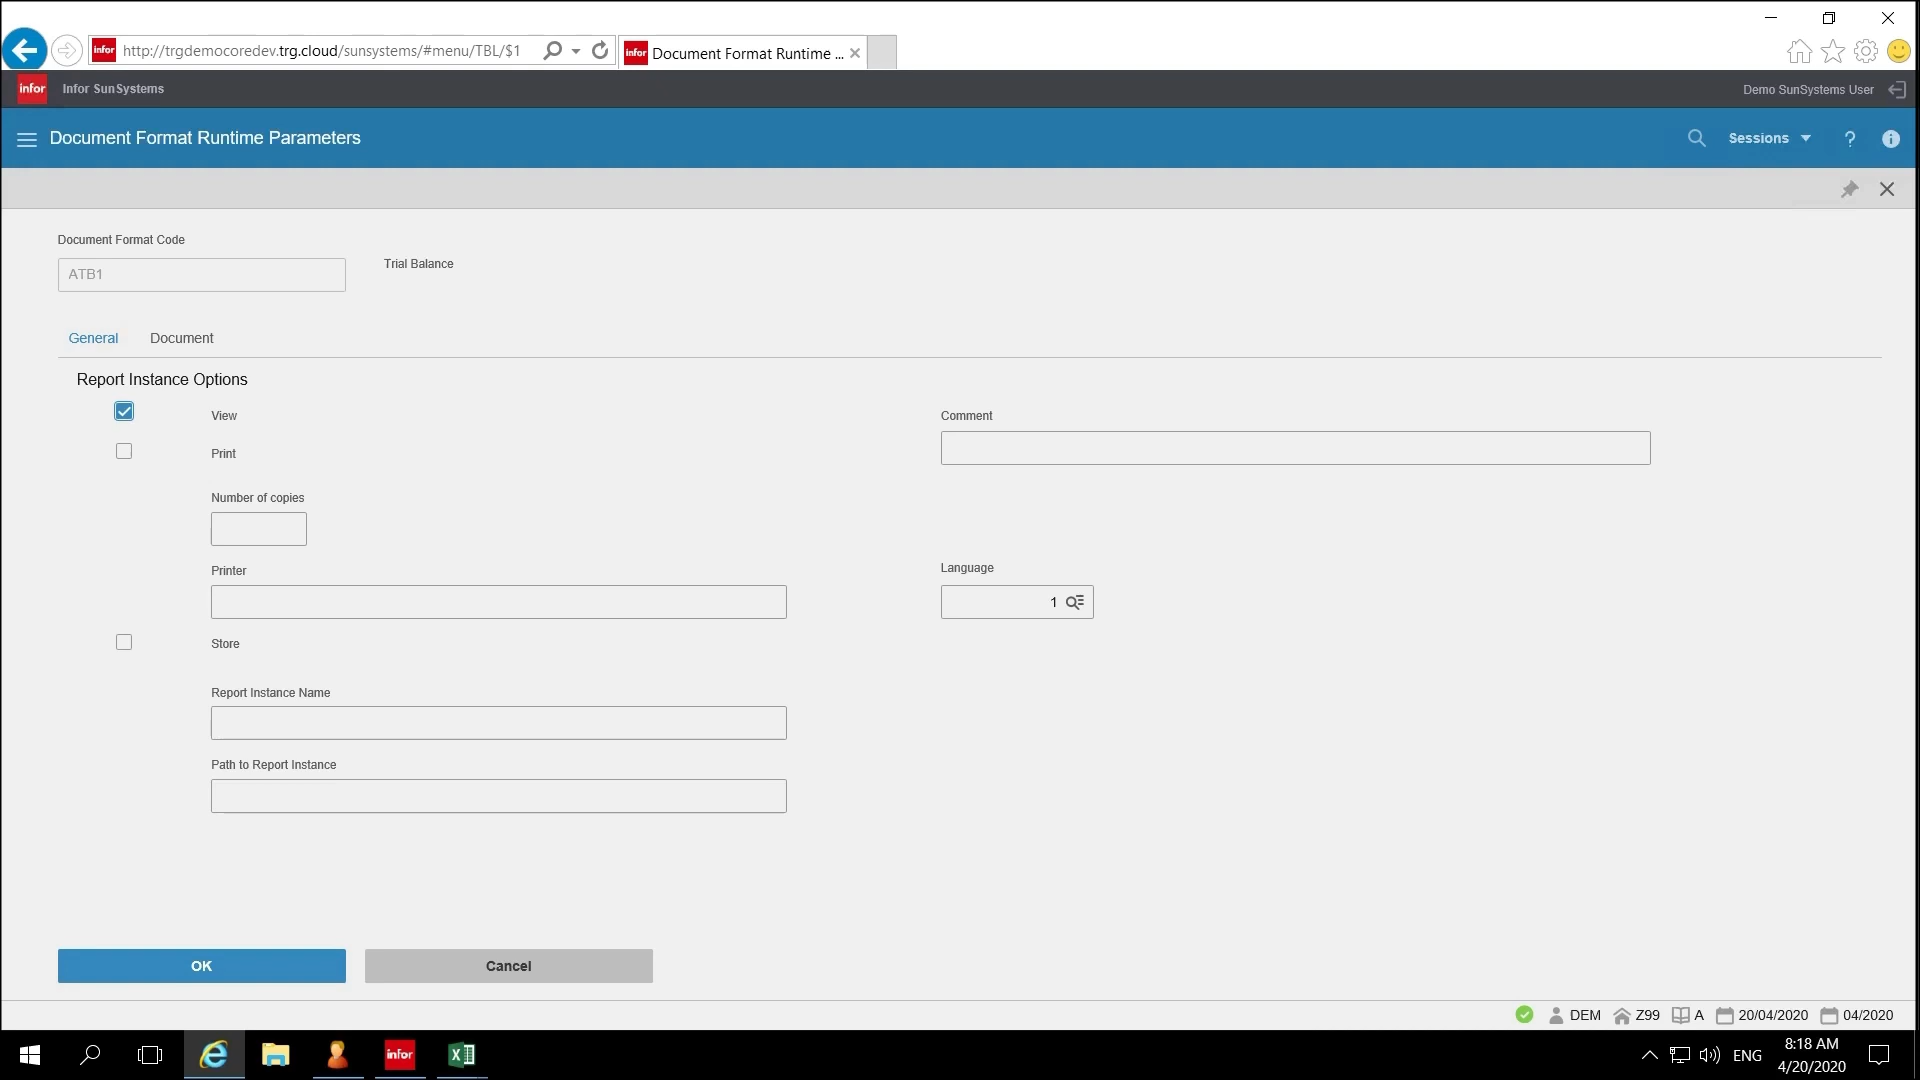 infor
http://trgdemocoredev.trg.cloud/sunsystems/#menu/TBL/$1
infor
Document Format Runtime ...
infor
Infor SunSystems
Demo SunSystems User
Document Format Runtime Parameters
Sessions
?
i
Document Format Code
ATB1
Trial Balance
General
Document
Report Instance Options
View
Comment
Print
Number of copies
Printer
Language
1
Store
Report Instance Name
Path to Report Instance
OK
Cancel
DEM
Z99
A
20/04/2020
04/2020
infor
ENG
8:18 AM
4/20/2020